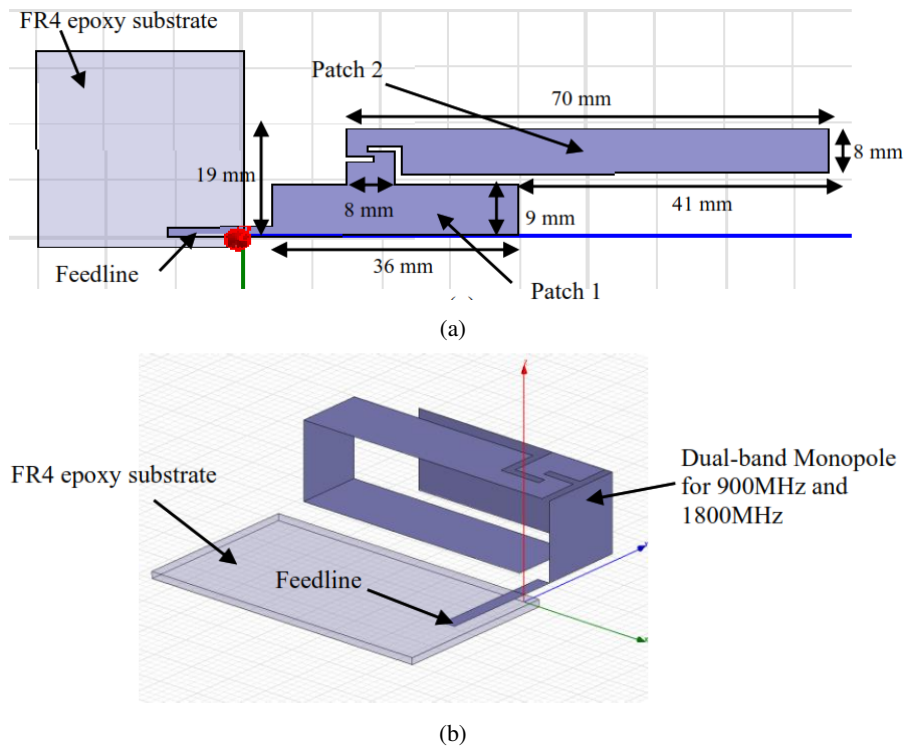 FR4 epoxy substrate
Patch 2
70 mm
19 mm
8 mm
8 mm
9 mm
41 mm
Feedline
36 mm
Patch 1
(a)
FR4 epoxy substrate
Dual-band Monopole
for 900MHz and
1800MHz
Feedline
(b)